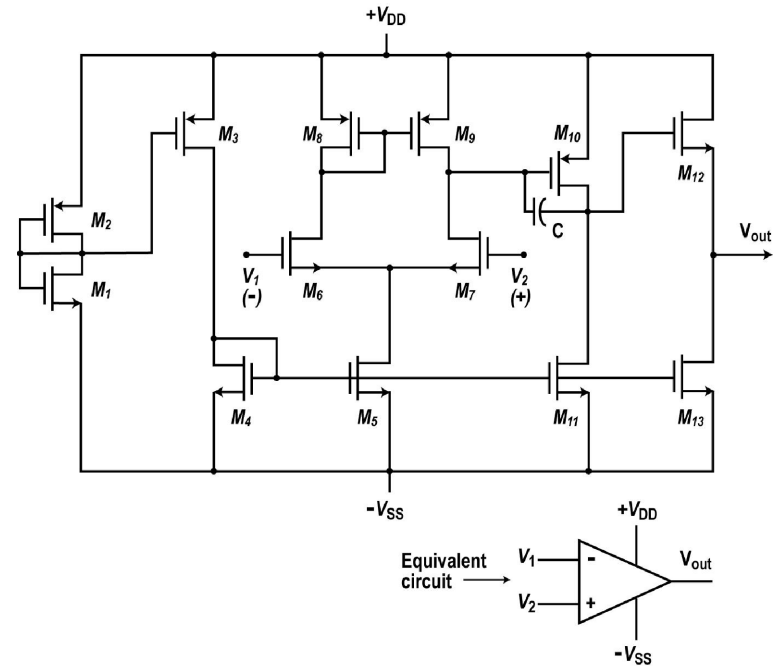 +VDD
M3
M8
M9
M10
M12
M2
M1
C
Vout
V1
(-)
M6
M7
V2
(+)
M4
M5
M11
M13
-VSS
+VDD
Equivalent
circuit
V1
-
Vout
V2
+
-VSS